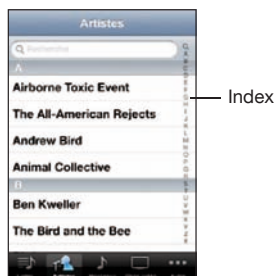 Artistes
Recherche
A
Airborne Toxic Event
Index
The All-American Rejects
Andrew Bird
Animal Collective
B
Ben Kweller
The Bird and the Bee